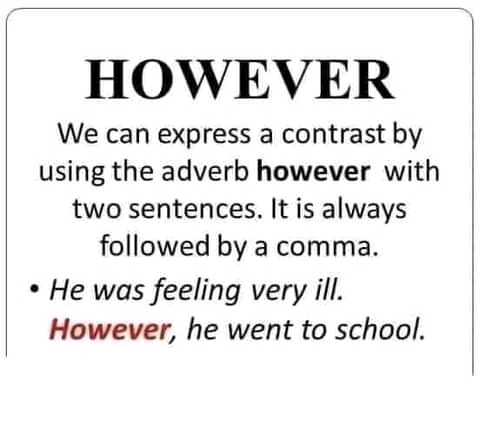 HOWEVER
We can express a contrast by
using the adverb however with
two sentences. It is always
followed by a comma.
• He was feeling very ill.
However, he went to school.